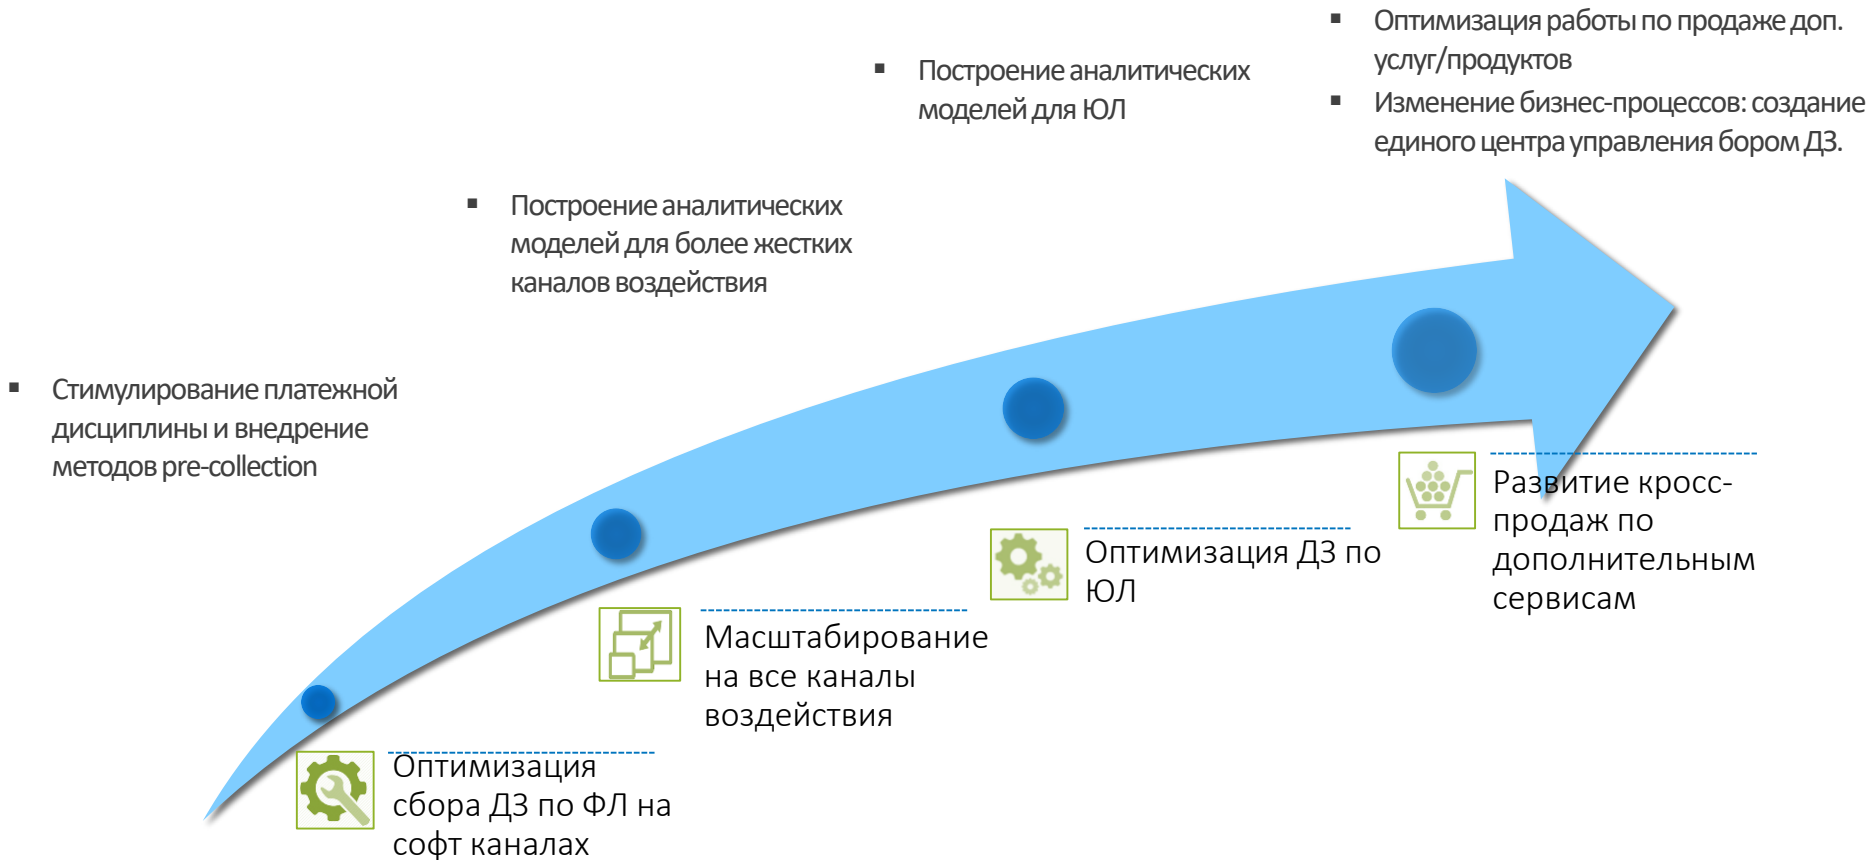 ▪ Оптимизация работы по продаже доп.
услуг/продуктов
▪ Изменение бизнес-процессов: создание
единого центра управления бором ДЗ.
▪ Построение аналитических
моделей для ЮЛ
▪ Построение аналитических
моделей для более жестких
каналов воздействия
▪ Стимулирование платежной
дисциплины и внедрение
методов pre-collection
Оптимизация
сбора ДЗ по ФЛ на
софт каналах
Масштабирование
на все каналы
воздействия
Оптимизация ДЗ по
ЮЛ
Развитие кросс-
продаж по
дополнительным
сервисам